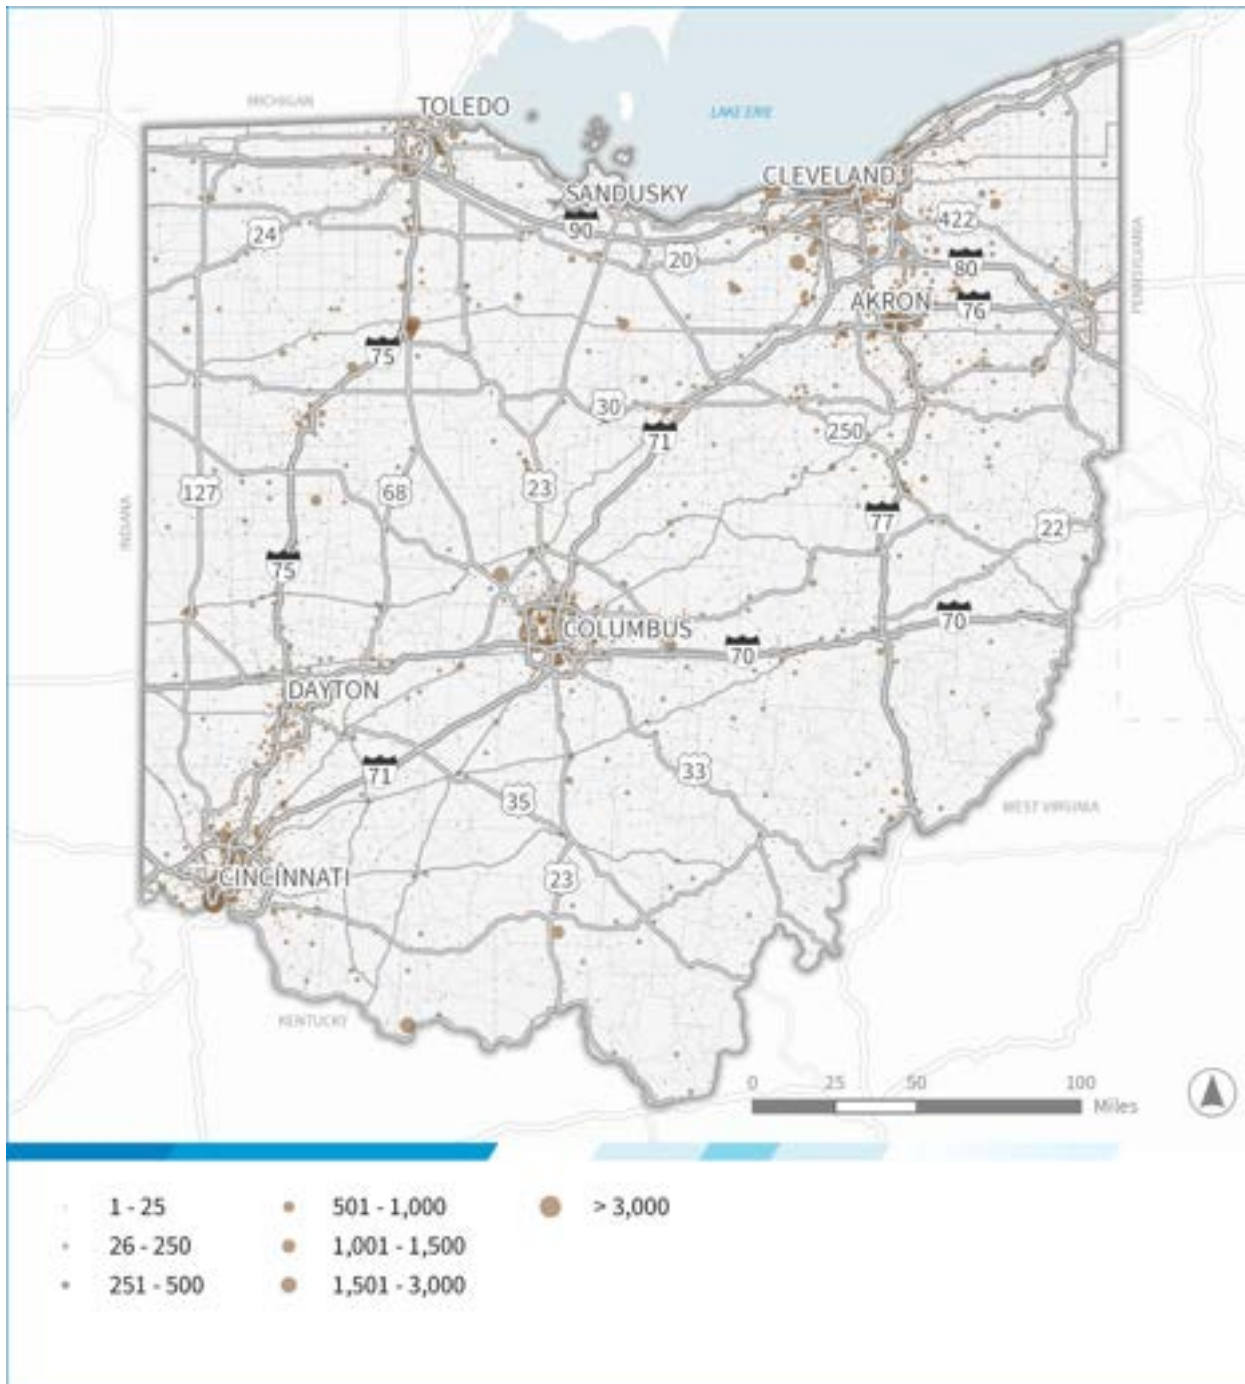 MICHIGAN
TOLEDO
LAKE ERIE
CLEVELAND
SANDUSKY
90
24
20
422
80
PENNSYLVANIA
AKRON
76
75
30
71
250
INDIANA
127
68
23
77
22
75
COLUMBUS
70
70
DAYTON
71
33
35
WEST VIRGINIA
CINCINNATI
23
KENTUCKY
0 25 50 100
Miles
1 - 25
26 - 250
251 - 500
501 - 1,000
1,001 - 1,500
1,501 - 3,000
> 3,000